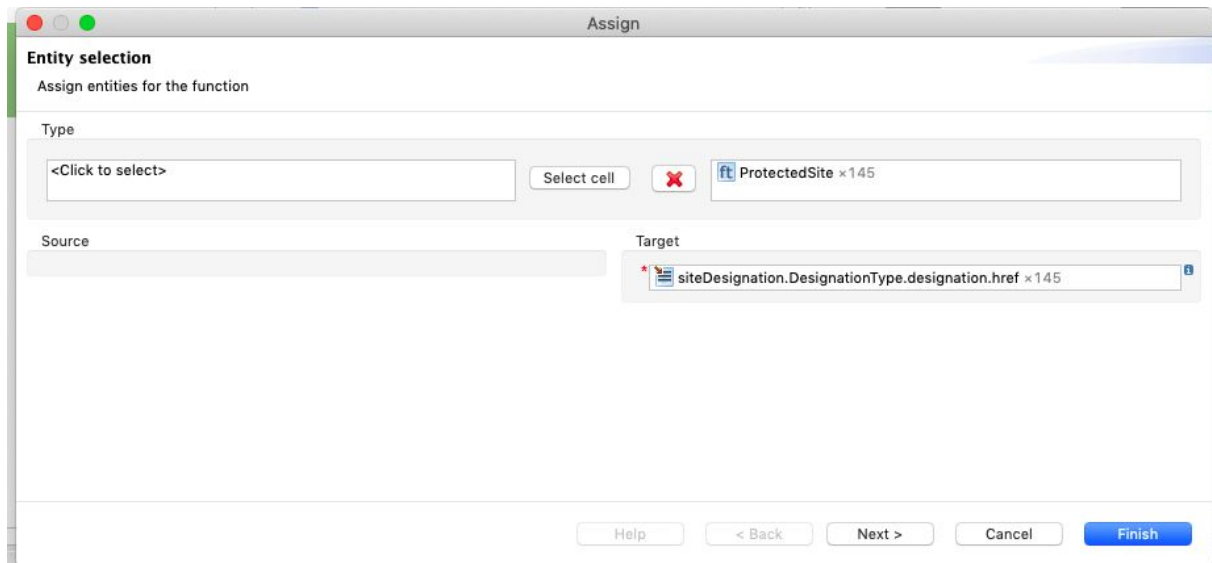 Assign
Entity selection
Assign entities for the function
Type
<Click to select>
Select cell
ft ProtectedSite ×145
Source
Target
* siteDesignation.DesignationType.designation.href ×145
Help
< Back
Next >
Cancel
Finish